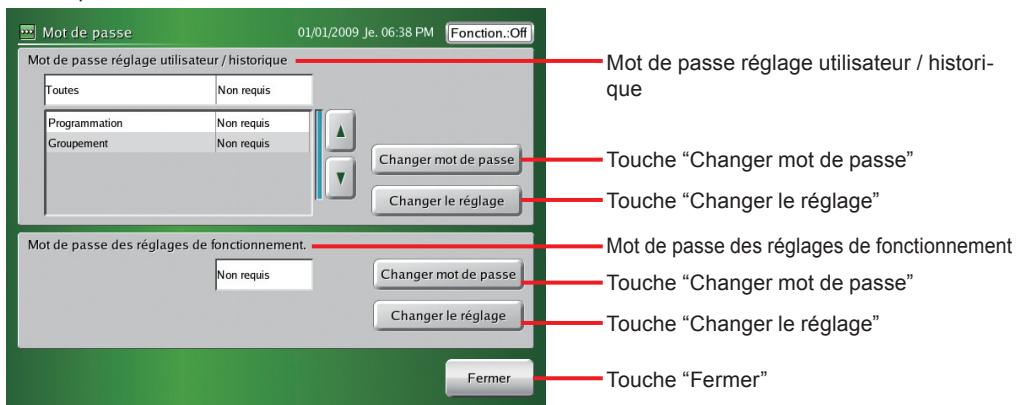 Mot de passe
01/01/2009 Je. 06:38 PM
Fonction.:Off
Mot de passe réglage utilisateur / historique
Toutes Non requis
Programmation Non requis
Groupement Non requis
Changer mot de passe
Changer le réglage
Mot de passe des réglages de fonctionnement.
Non requis
Changer mot de passe
Changer le réglage
Fermer
Mot de passe réglage utilisateur / histori-
que
Touche “Changer mot de passe”
Touche “Changer le réglage”
Mot de passe des réglages de fonctionnement
Touche “Changer mot de passe”
Touche “Changer le réglage”
Touche “Fermer”